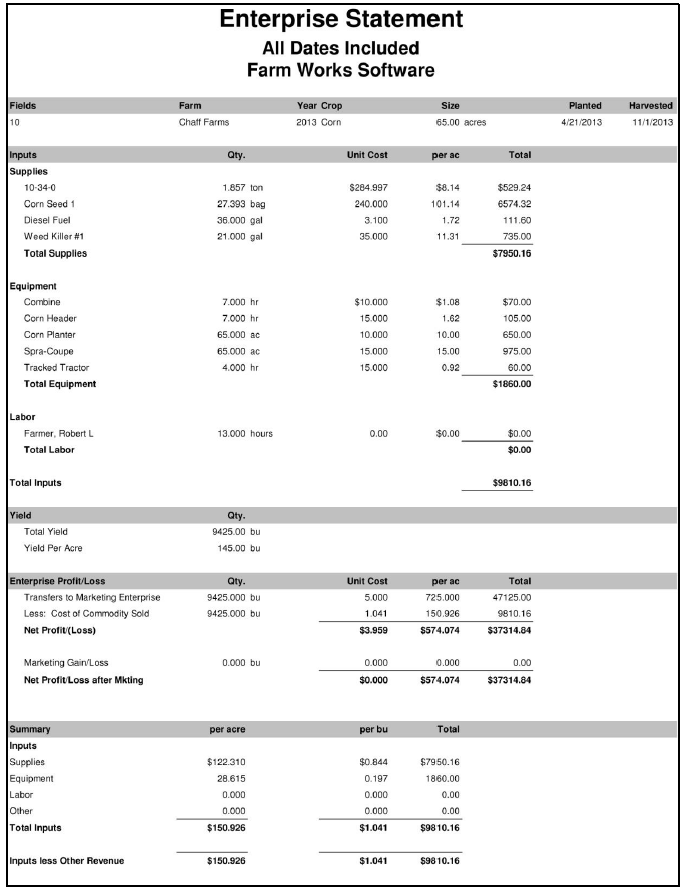 Enterprise Statement
All Dates Included
Farm Works Software
Fields Farm Year Crop Size Planted Harvested
10 Chaff Farms 2013 Corn 65.00 acres 4/21/2013 11/1/2013
Inputs Qty. Unit Cost per ac Total
Supplies
10-34-0 1.857 ton $284.997 $8.14 $529.24
Corn Seed 1 27.393 bag 240.000 101.14 6574.32
Diesel Fuel 36.000 gal 3.100 1.72 111.60
Weed Killer #1 21.000 gal 35.000 11.31 735.00
Total Supplies $7950.16
Equipment
Combine 7.000 hr $10.000 $1.08 $70.00
Corn Header 7.000 hr 15.000 1.62 105.00
Corn Planter 65.000 ac 10.000 10.00 650.00
Spra-Coupe 65.000 ac 15.000 15.00 975.00
Tracked Tractor 4.000 hr 15.000 0.92 60.00
Total Equipment $1860.00
Labor
Farmer, Robert L 13.000 hours 0.00 $0.00 $0.00
Total Labor $0.00
Total Inputs $9810.16
Yield Qty.
Total Yield 9425.00 bu
Yield Per Acre 145.00 bu
Enterprise Profit/Loss Qty. Unit Cost per ac Total
Transfers to Marketing Enterprise 9425.000 bu 5.000 725.000 47125.00
Less: Cost of Commodity Sold 9425.000 bu 1.041 150.926 9810.16
Net Profit/(Loss) $3.959 $574.074 $37314.84
Marketing Gain/Loss 0.000 bu 0.000 0.000 0.00
Net Profit/Loss after Mkting $0.000 $574.074 $37314.84
Summary per acre per bu Total
Inputs
Supplies $122.310 $0.844 $7950.16
Equipment 28.615 0.197 1860.00
Labor 0.000 0.000 0.00
Other 0.000 0.000 0.00
Total Inputs $150.926 $1.041 $9810.16
Inputs less Other Revenue $150.926 $1.041 $9810.16